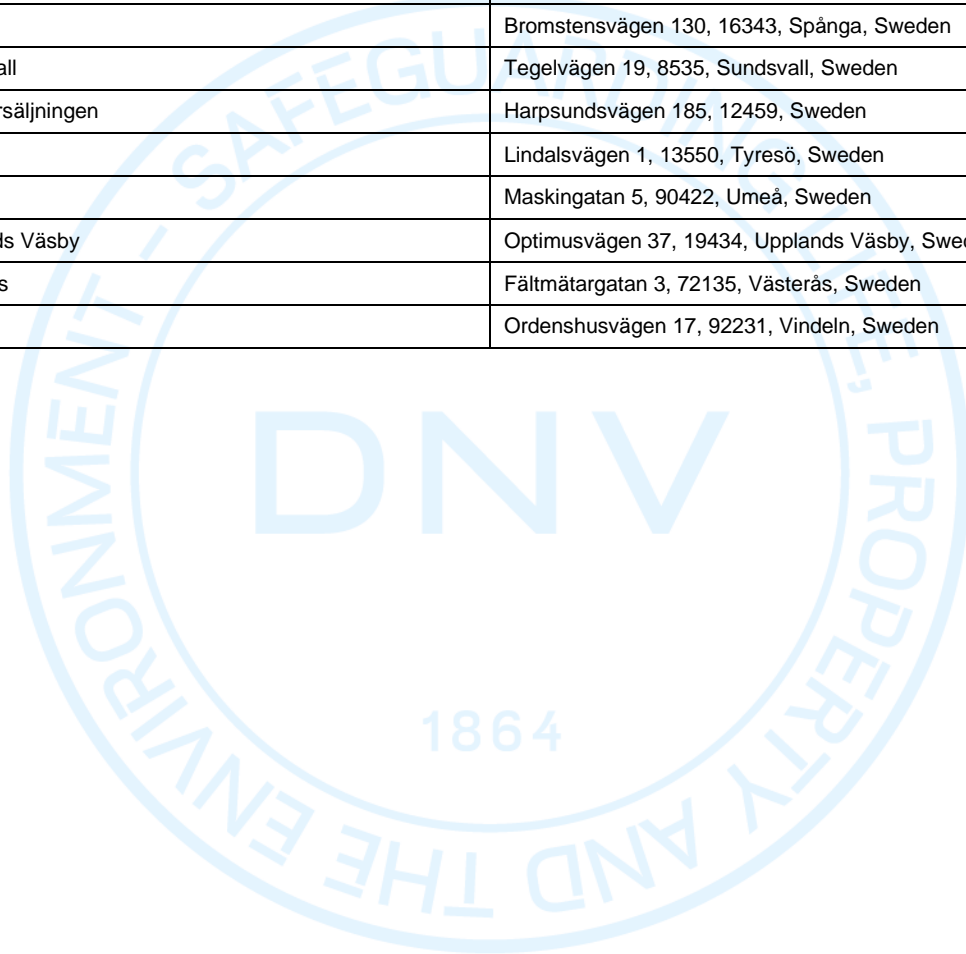 Bromstensvägen 130, 16343, Spånga, Sweden
all Tegelvägen 19, 8535, Sundsvall, Sweden
rsäljningen Harpsundsvägen 185, 12459, Sweden
Lindalsvägen 1, 13550, Tyresö, Sweden
Maskingatan 5, 90422, Umeå, Sweden
ds Väsby Optimusvägen 37, 19434, Upplands Väsby, Swe
s Fältmätargatan 3, 72135, Västerås, Sweden
Ordenshusvägen 17, 92231, Vindeln, Sweden
SAFEGUARDING LIFE, PROPERTY AND THE ENVIRONMENT -
DNV
1864